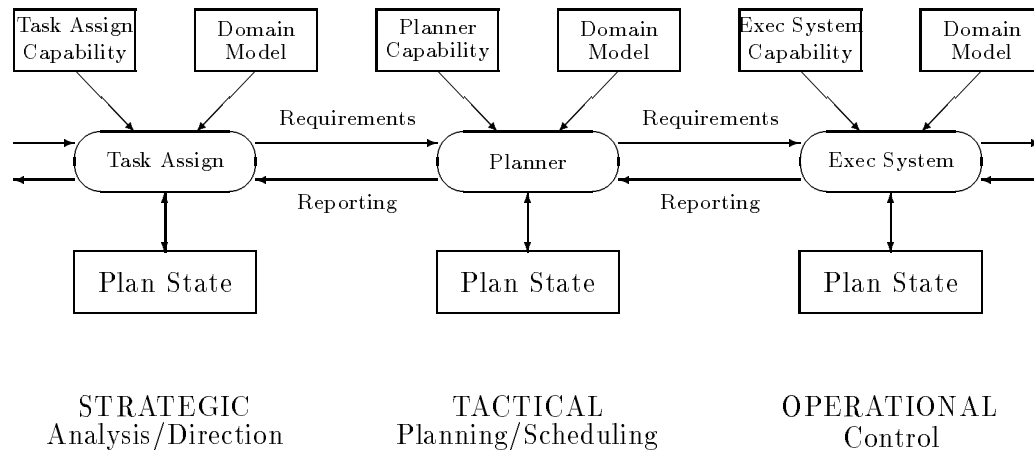 Task Assign
Capability
Domain
Model
Planner
Capability
Domain
Model
Exec System
Capability
Domain
Model
Requirements
Requirements
Task Assign
Planner
Exec System
Reporting
Reporting
Plan State
Plan State
Plan State
STRATEGIC
Analysis/Direction
TACTICAL
Planning/Scheduling
OPERATIONAL
Control